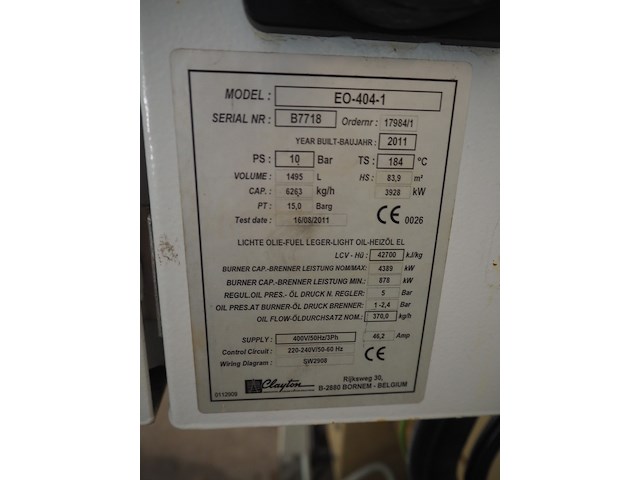 MODEL : EO-404-1
SERIAL NR : B7718 Ordernr : 17984/1
YEAR BUILT-BAUJAHR : 2011
PS : 10 Bar TS : 184 °C
VOLUME : 1495 L HS : 83,9 m²
CAP. : 6263 kg/h 3928 kW
PT : 15,0 Barg
Test date : 16/08/2011 CE 0026
LICHTE OLIE-FUEL LEGER-LIGHT OIL-HEIZÖL EL
LCV - Hü : 42700 kJ/kg
BURNER CAP.-BRENNER LEISTUNG NOM/MAX: 4389 kW
BURNER CAP.-BRENNER LEISTUNG MIN.: 878 kW
REGUL.OIL PRES.- ÖL DRUCK N. REGLER: 5 Bar
OIL PRES.AT BURNER-ÖL DRUCK BRENNER: 1 -2,4 Bar
OIL FLOW-ÖLDURCHSATZ NOM.: 370,0 kg/h
SUPPLY : 400V/50Hz/3Ph 46,2 Amp
Control Circuit : 220-240V/50-60 Hz CE
Wiring Diagram : SW2908
Clayton Rijksweg 30,
0112908 B-2880 BORNEM - BELGIUM